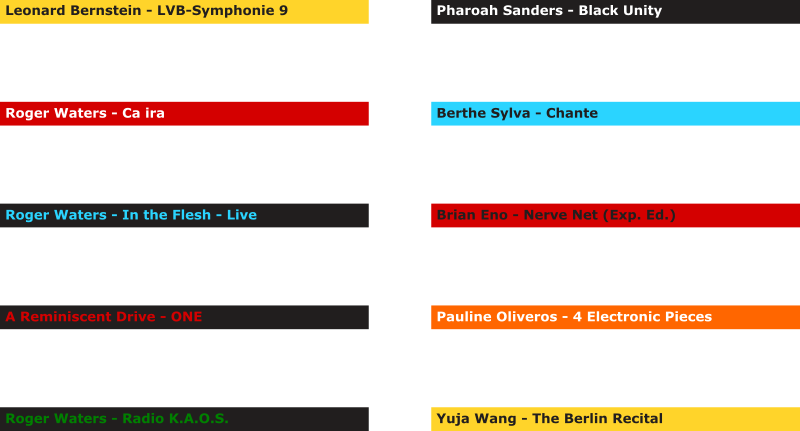 Leonard Bernstein - LVB-Symphonie 9
Pharoah Sanders - Black Unity
Roger Waters - Ca ira
Berthe Sylva - Chante
Roger Waters - In the Flesh - Live
Brian Eno - Nerve Net (Exp. Ed.)
A Reminiscent Drive - ONE
Pauline Oliveros - 4 Electronic Pieces
Roger Waters - Radio K.A.O.S.
Yuja Wang - The Berlin Recital